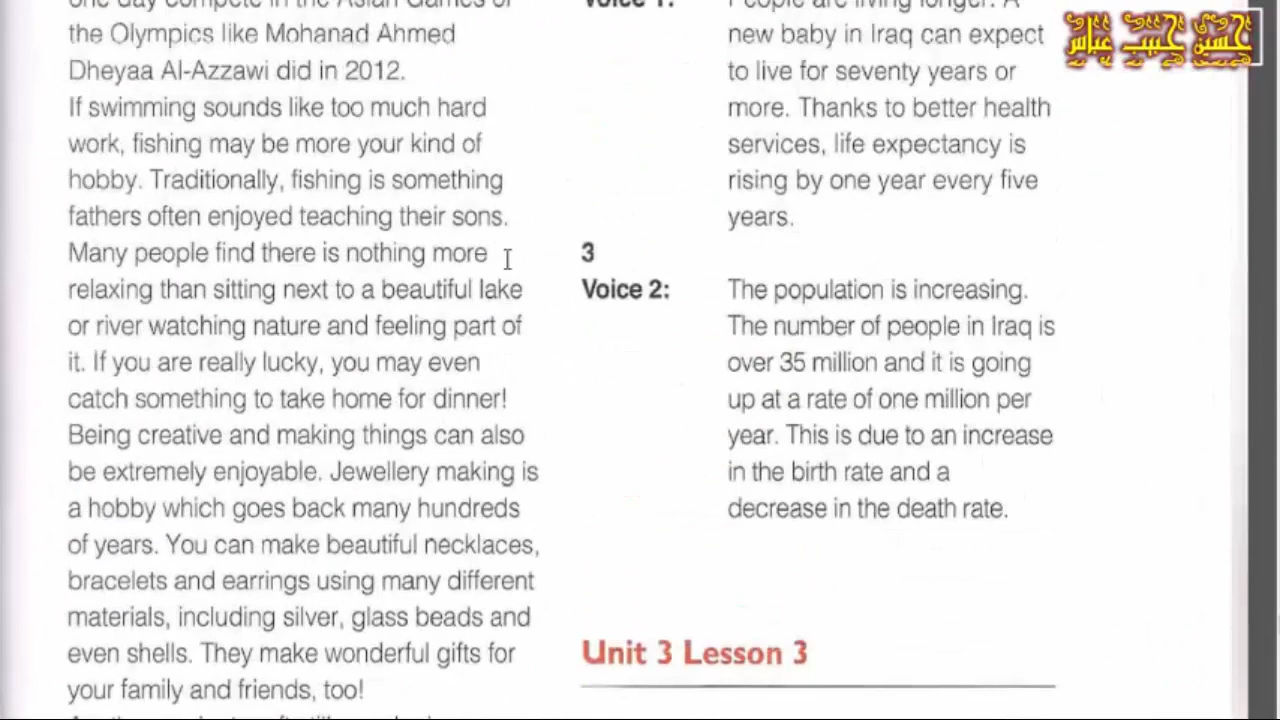 the Olympics like Mohanad Ahmed
Dheyaa Al-Azzawi did in 2012.
If swimming sounds like too much hard
work, fishing may be more your kind of
hobby. Traditionally, fishing is something
fathers often enjoyed teaching their sons.
Many people find there is nothing more
relaxing than sitting next to a beautiful lake
or river watching nature and feeling part of
it. If you are really lucky, you may even
catch something to take home for dinner!
Being creative and making things can also
be extremely enjoyable. Jewellery making is
a hobby which goes back many hundreds
of years. You can make beautiful necklaces,
bracelets and earrings using many different
materials, including silver, glass beads and
even shells. They make wonderful gifts for
your family and friends, too!
Voice 1: People are living longer. A
new baby in Iraq can expect
to live for seventy years or
more. Thanks to better health
services, life expectancy is
rising by one year every five
years.
3
Voice 2: The population is increasing.
The number of people in Iraq is
over 35 million and it is going
up at a rate of one million per
year. This is due to an increase
in the birth rate and a
decrease in the death rate.
Unit 3 Lesson 3
حسين حبيب عباس